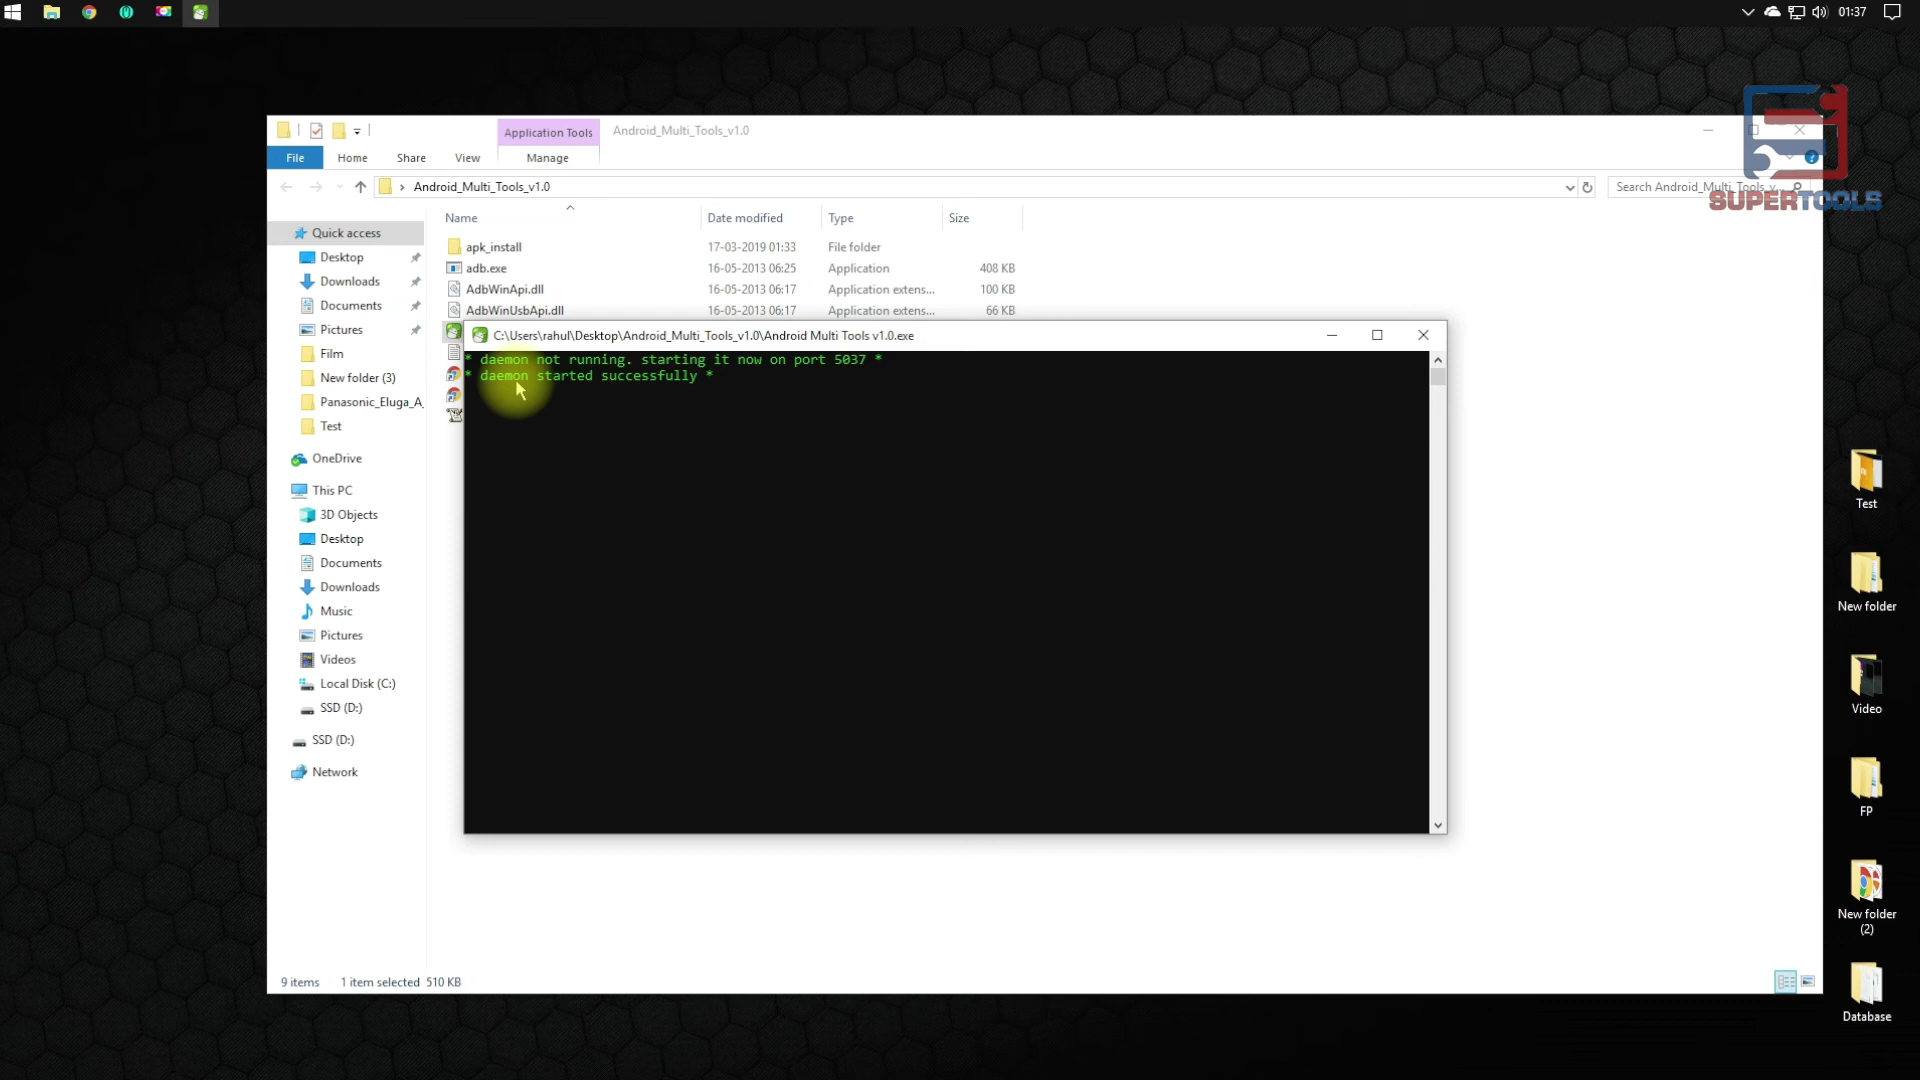 01:37
Application Tools
Android_Multi_Tools_v1.0
File
Home
Share
View
Manage
Android_Multi_Tools_v1.0
Search Android_Multi_Tools_v...
SUPERTOOLS
Name
Date modified
Type
Size
Quick access
Desktop
Downloads
Documents
Pictures
Film
New folder (3)
Panasonic_Eluga_A_
Test
OneDrive
This PC
3D Objects
Desktop
Documents
Downloads
Music
Pictures
Videos
Local Disk (C:)
SSD (D:)
SSD (D:)
Network
apk_install 17-03-2019 01:33 File folder
adb.exe 16-05-2013 06:25 Application 408 KB
AdbWinApi.dll 16-05-2013 06:17 Application extens... 100 KB
AdbWinUsbApi.dll 16-05-2013 06:17 Application extens... 66 KB
C:\Users\rahul\Desktop\Android_Multi_Tools_v1.0\Android Multi Tools v1.0.exe
* daemon not running. starting it now on port 5037 *
* daemon started successfully *
9 items 1 item selected 510 KB
Test
New folder
Video
FP
New folder
(2)
Database